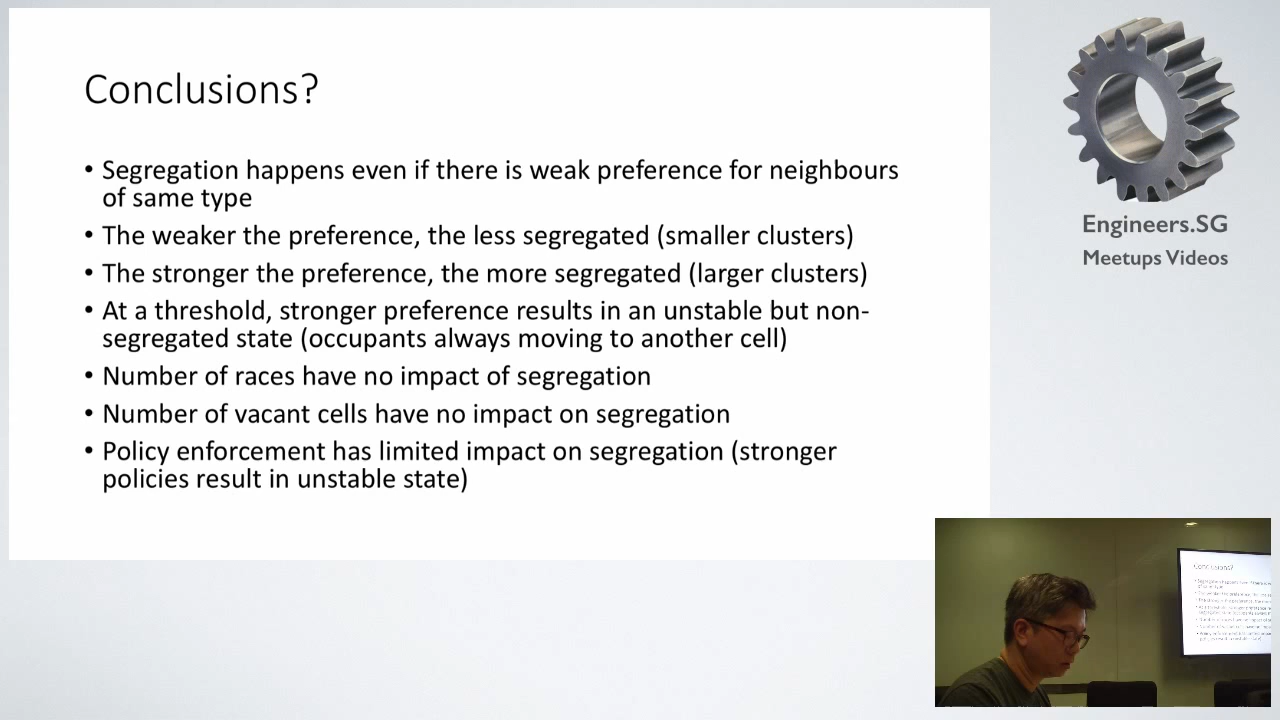 Conclusions?
• Segregation happens even if there is weak preference for neighbours
of same type
• The weaker the preference, the less segregated (smaller clusters)
• The stronger the preference, the more segregated (larger clusters)
• At a threshold, stronger preference results in an unstable but non-
segregated state (occupants always moving to another cell)
• Number of races have no impact of segregation
• Number of vacant cells have no impact on segregation
• Policy enforcement has limited impact on segregation (stronger
policies result in unstable state)
Engineers.SG
Meetups Videos
Conclusions?